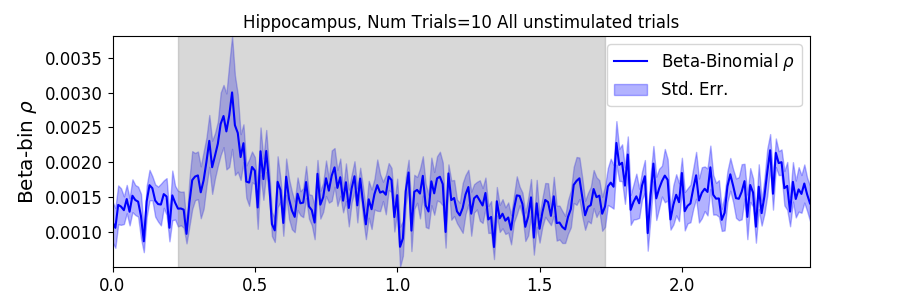 Hippocampus, Num Trials=10 All unstimulated trials
Beta-bin ρ
0.0035
0.0030
0.0025
0.0020
0.0015
0.0010
Beta-Binomial ρ
Std. Err.
0.0 0.5 1.0 1.5 2.0